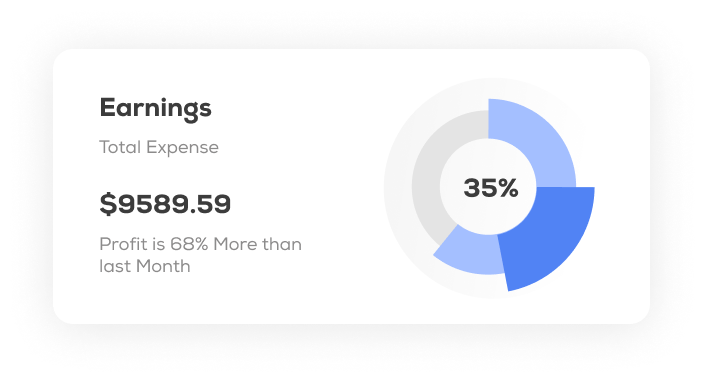 Earnings
Total Expense
$9589.59
Profit is 68% More than
last Month
35%